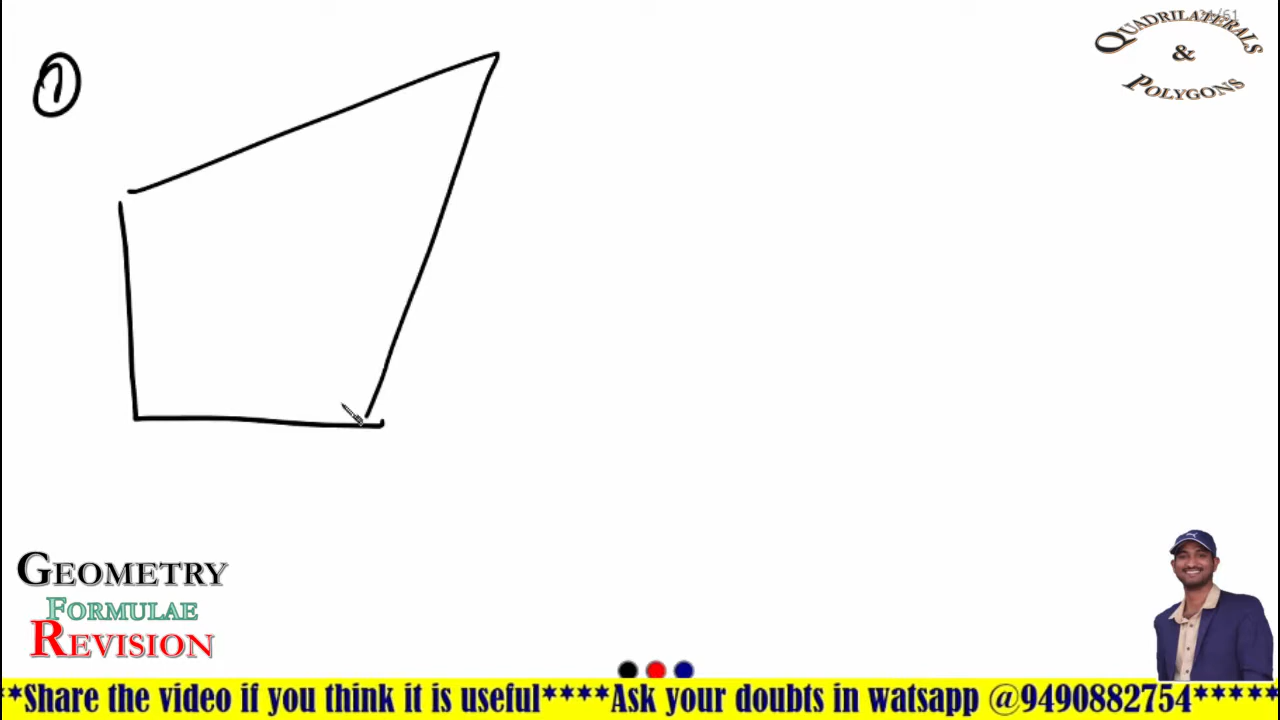 1
QUADRILATERALS
&
POLYGONS
GEOMETRY
FORMULAE
REVISION
**Share the video if you think it is useful****Ask your doubts in watsapp @9490882754*****